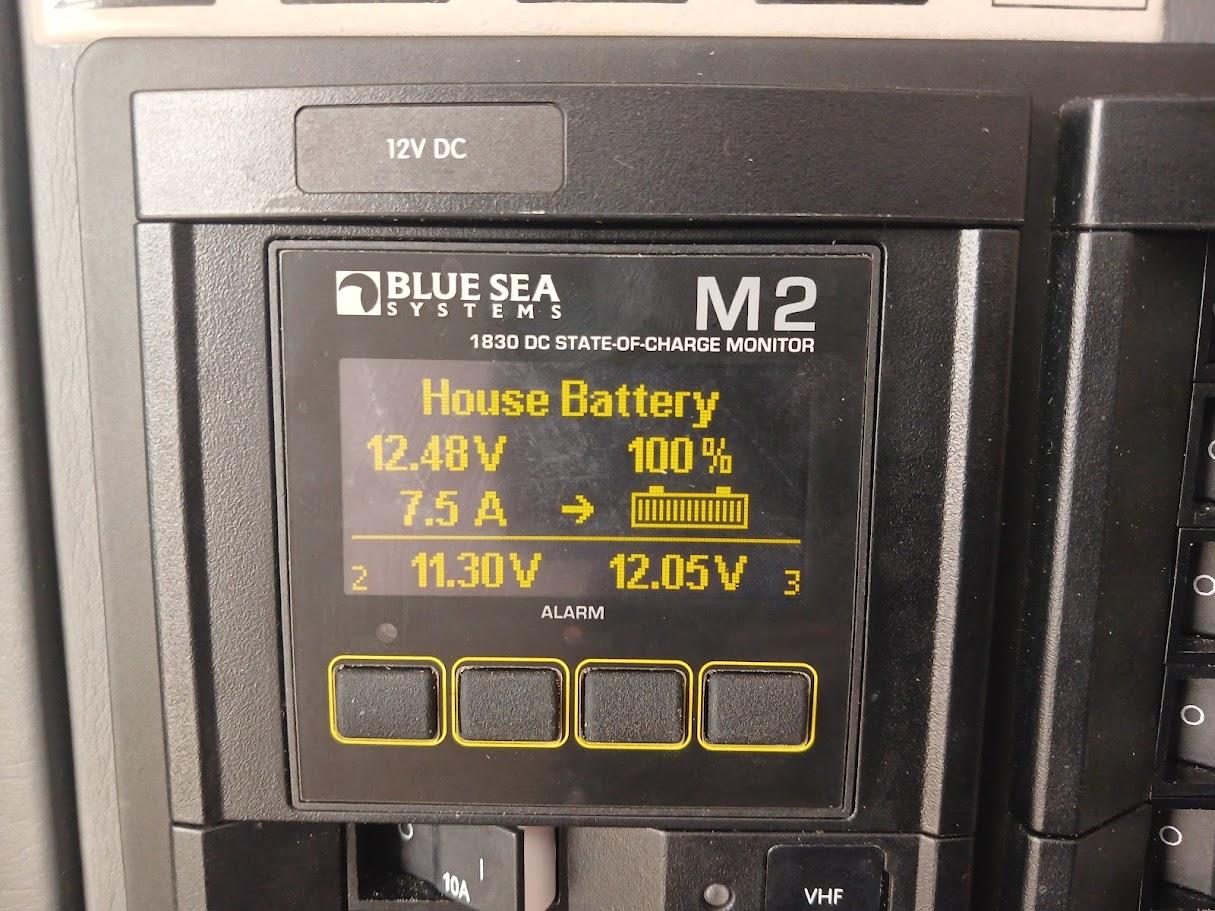 12V DC
BLUE SEA
SYSTEMS
M2
1830 DC STATE-OF-CHARGE MONITOR
House Battery
12.48V 100%
7.5 A →
2 11.30V 12.05V 3
ALARM
10A
VHF